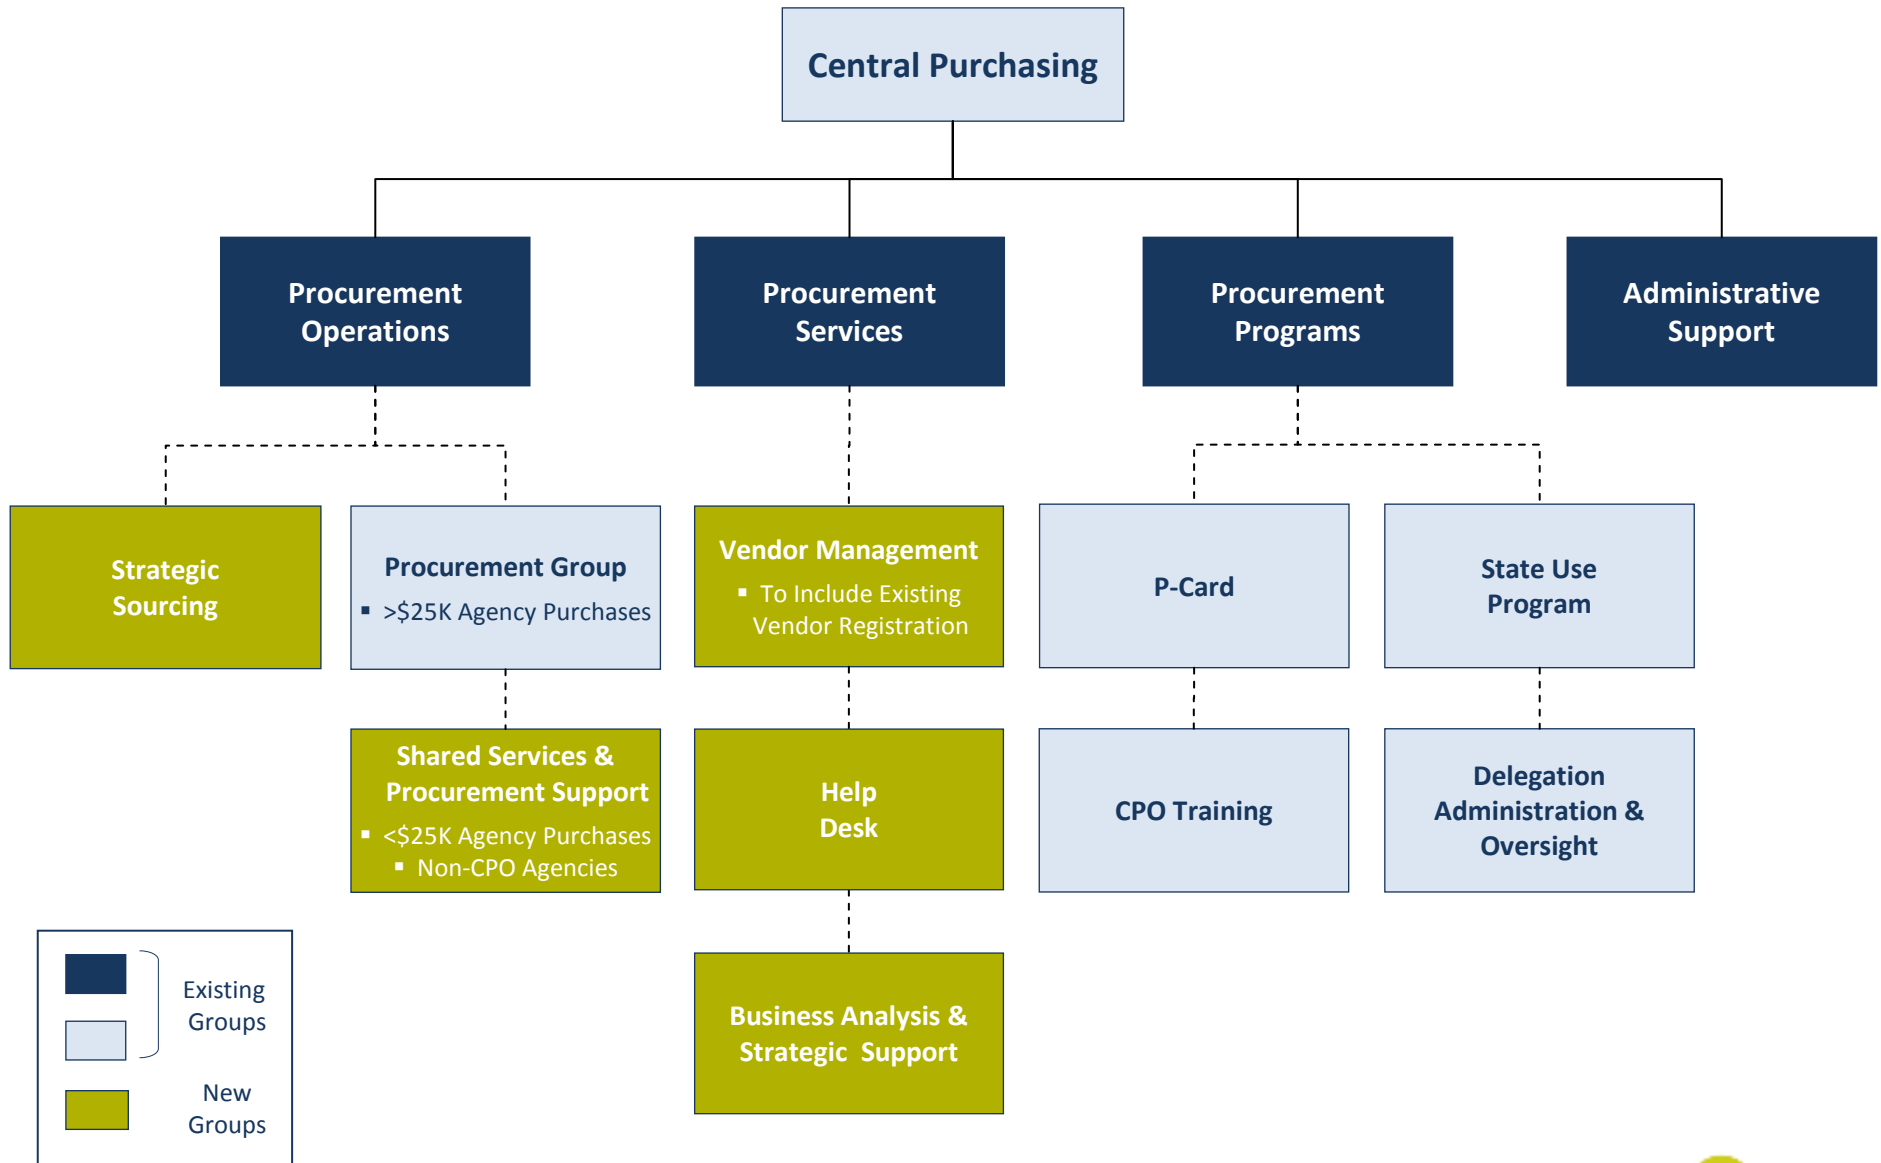 Central Purchasing
Procurement
Operations
Procurement
Services
Procurement
Programs
Administrative
Support
Strategic
Sourcing
Procurement Group
▪ >$25K Agency Purchases
Vendor Management
▪ To Include Existing
Vendor Registration
P-Card
State Use
Program
Shared Services &
Procurement Support
▪ <$25K Agency Purchases
▪ Non-CPO Agencies
Help
Desk
CPO Training
Delegation
Administration &
Oversight
Business Analysis &
Strategic Support
Existing
Groups
New
Groups